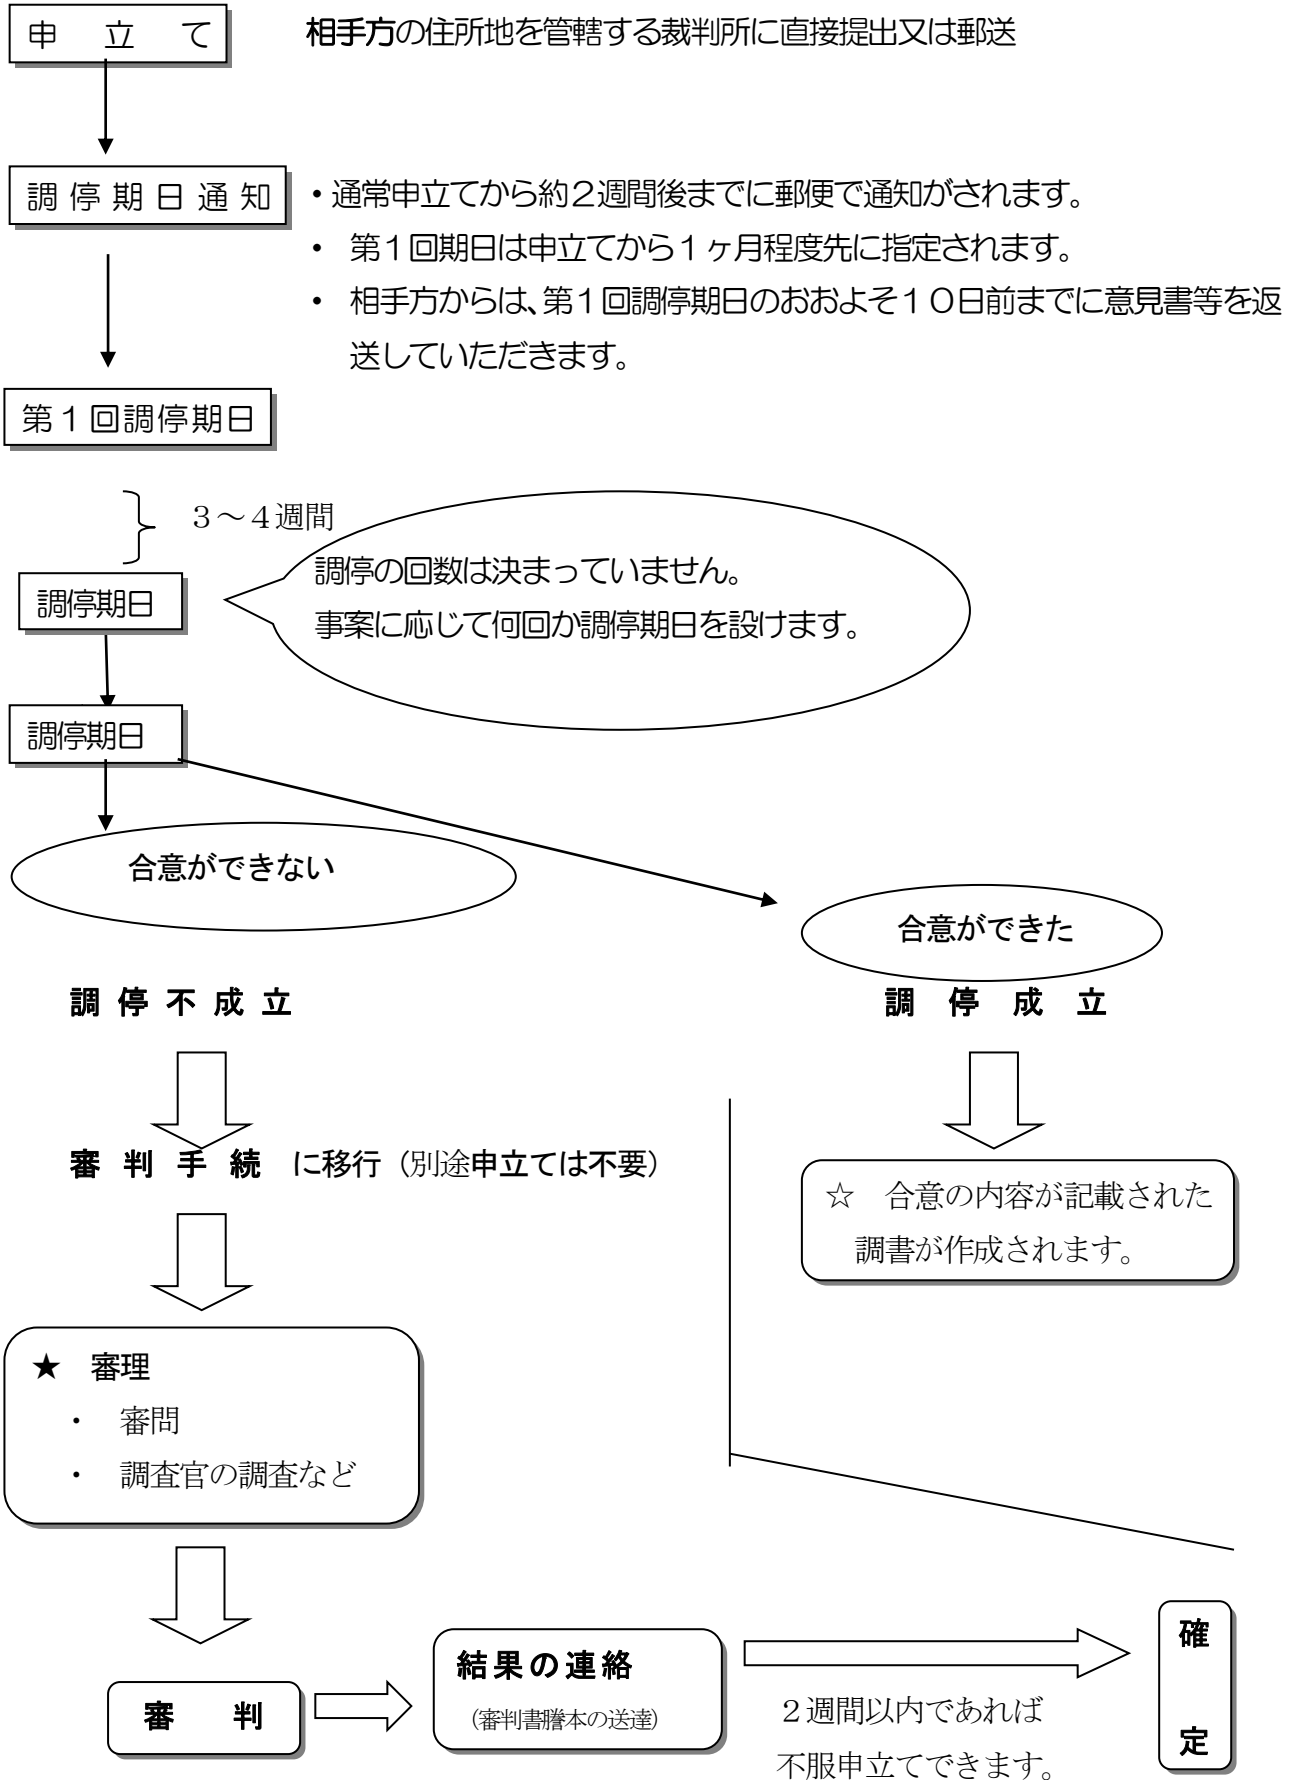 申　立　て
相手方の住所地を管轄する裁判所に直接提出又は郵送
調停期日通知
・通常申立てから約２週間後までに郵便で通知がされます。
・　第１回期日は申立てから１ヶ月程度先に指定されます。
・　相手方からは、第１回調停期日のおおよそ１０日前までに意見書等を返
送していただきます。
第１回調停期日
３～４週間
調停の回数は決まっていません。
事案に応じて何回か調停期日を設けます。
調停期日
調停期日
合意ができない
合意ができた
調停不成立
調　停　成　立
審　判　手　続　に移行（別途申立ては不要）
☆　合意の内容が記載された
調書が作成されます。
★　審理
・　審問
・　調査官の調査など
審　判
結果の連絡
（審判書謄本の送達）
２週間以内であれば
不服申立てできます。
確
定